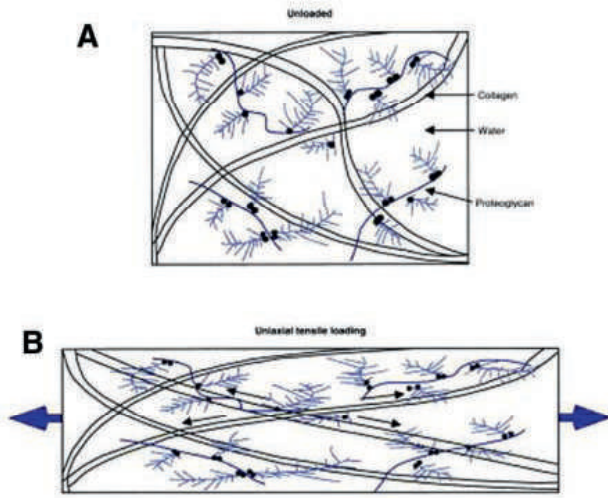 Unloaded
A
Collagen
Water
Proteoglycan
Uniaxial tensile loading
B